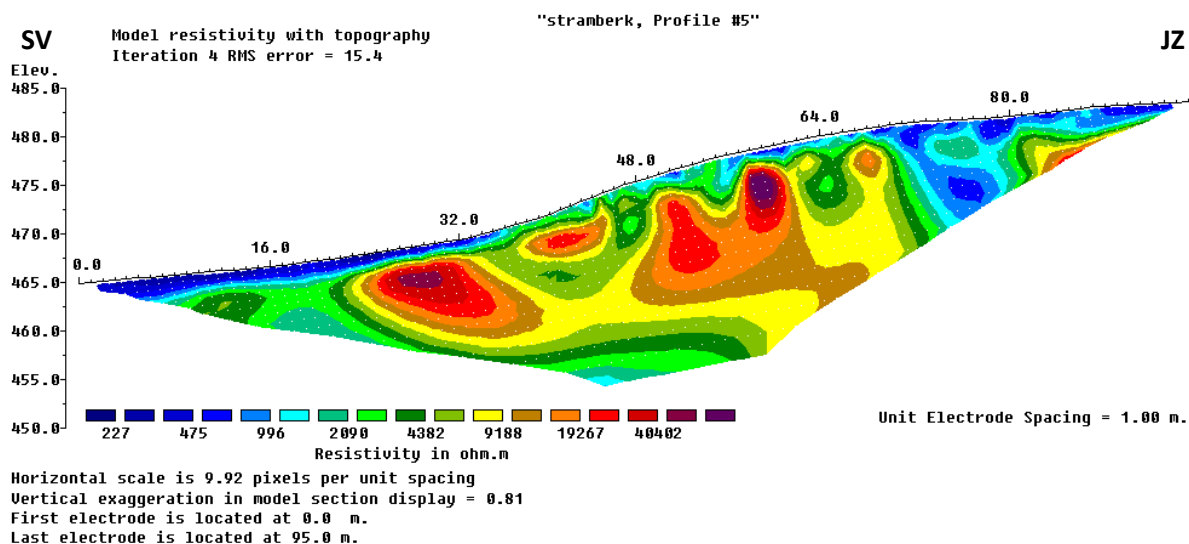 "stramberk, Profile #5"
SV
JZ
Model resistivity with topography
Iteration 4 RMS error = 15.4
Elev.
485.0
480.0
475.0
470.0
465.0
460.0
455.0
450.0
0.0 16.0 32.0 48.0 64.0 80.0
227 475 996 2090 4382 9188 19267 40402
Resistivity in ohm.m
Unit Electrode Spacing = 1.00 m.
Horizontal scale is 9.92 pixels per unit spacing
Vertical exaggeration in model section display = 0.81
First electrode is located at 0.0 m.
Last electrode is located at 95.0 m.